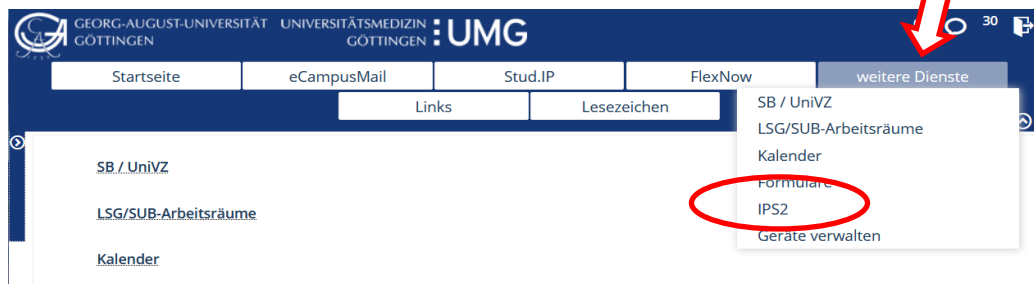 GEORG-AUGUST-UNIVERSITÄT
GÖTTINGEN
UNIVERSITÄTSMEDIZIN
GÖTTINGEN
UMG
30
Startseite
eCampusMail
Stud.IP
FlexNow
weitere Dienste
Links
Lesezeichen
SB / UniVZ
LSG/SUB-Arbeitsräume
Kalender
Formulare
IPS2
Geräte verwalten
SB / UniVZ
LSG/SUB-Arbeitsräume
Kalender